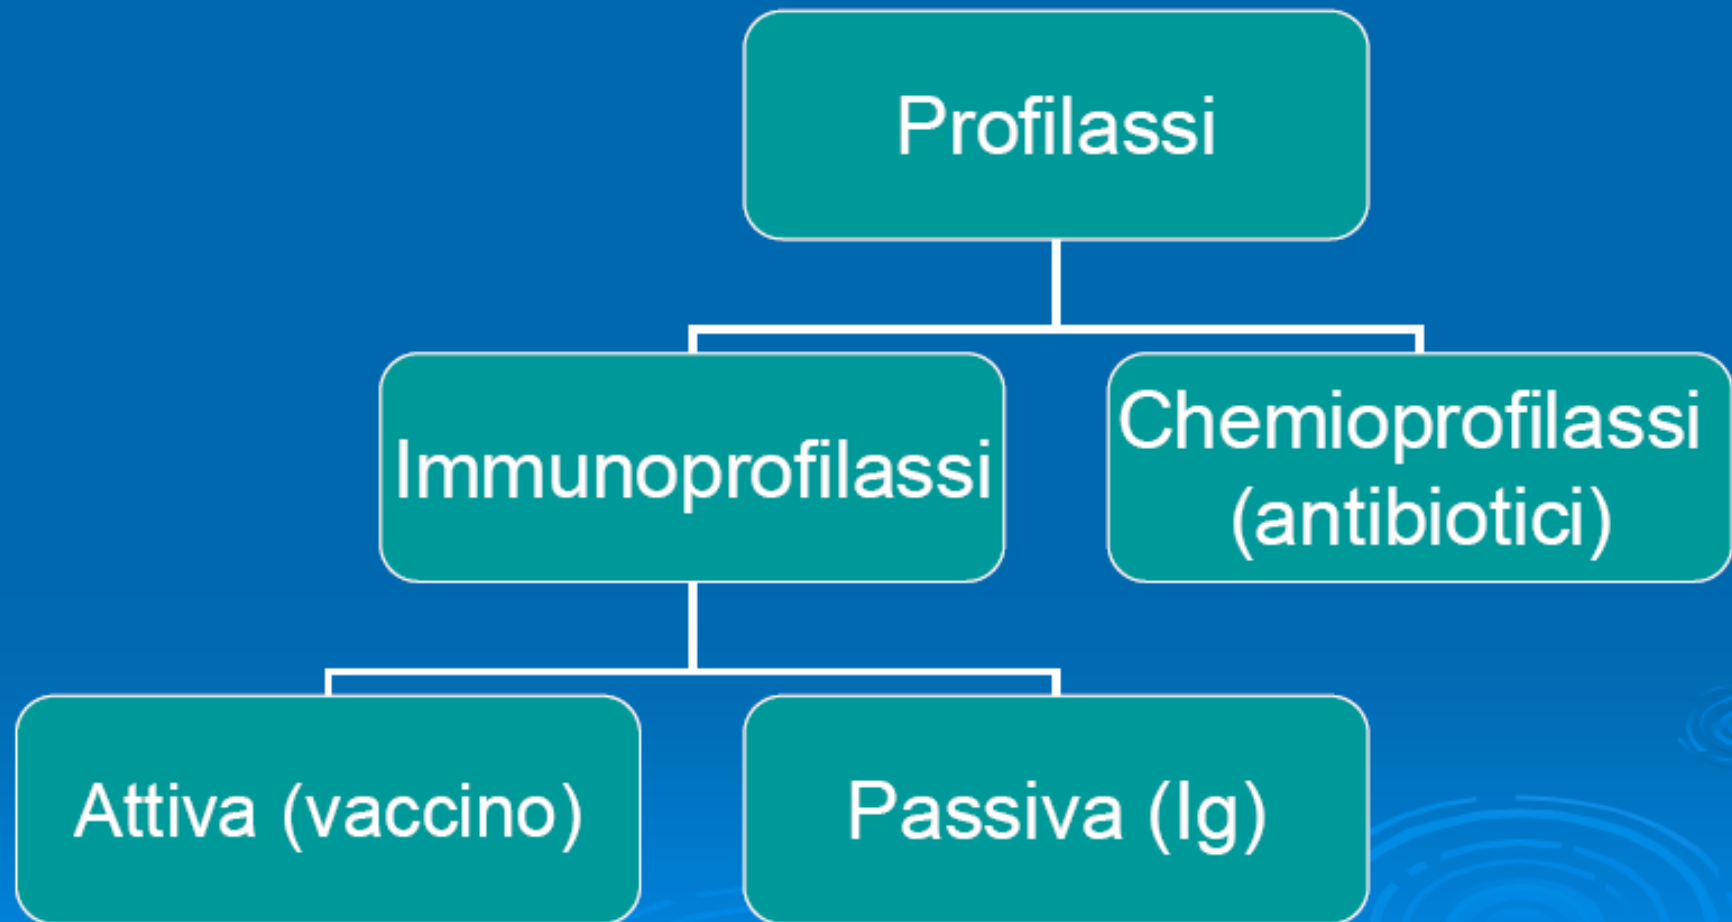 Profilassi
Immunoprofilassi
Chemioprofilassi
(antibiotici)
Attiva (vaccino)
Passiva (Ig)